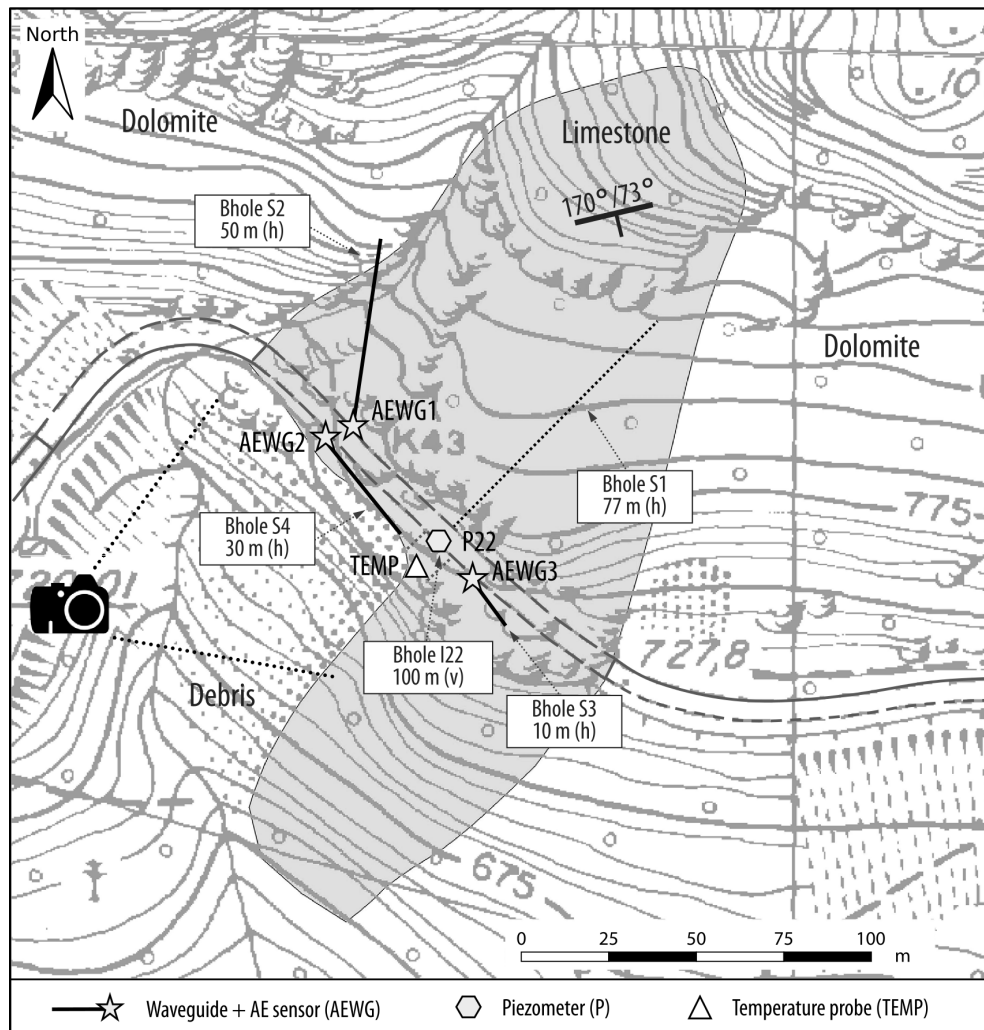 North
Dolomite
Limestone
170°/73°
Bhole S2
50 m (h)
Dolomite
AEWG1
AEWG2
K43
Bhole S1
77 m (h)
775
Bhole S4
30 m (h)
P22
TEMP
AEWG3
727,8
Bhole I22
100 m (v)
Debris
Bhole S3
10 m (h)
675
0 25 50 75 100
m
Waveguide + AE sensor (AEWG)
Piezometer (P)
Temperature probe (TEMP)